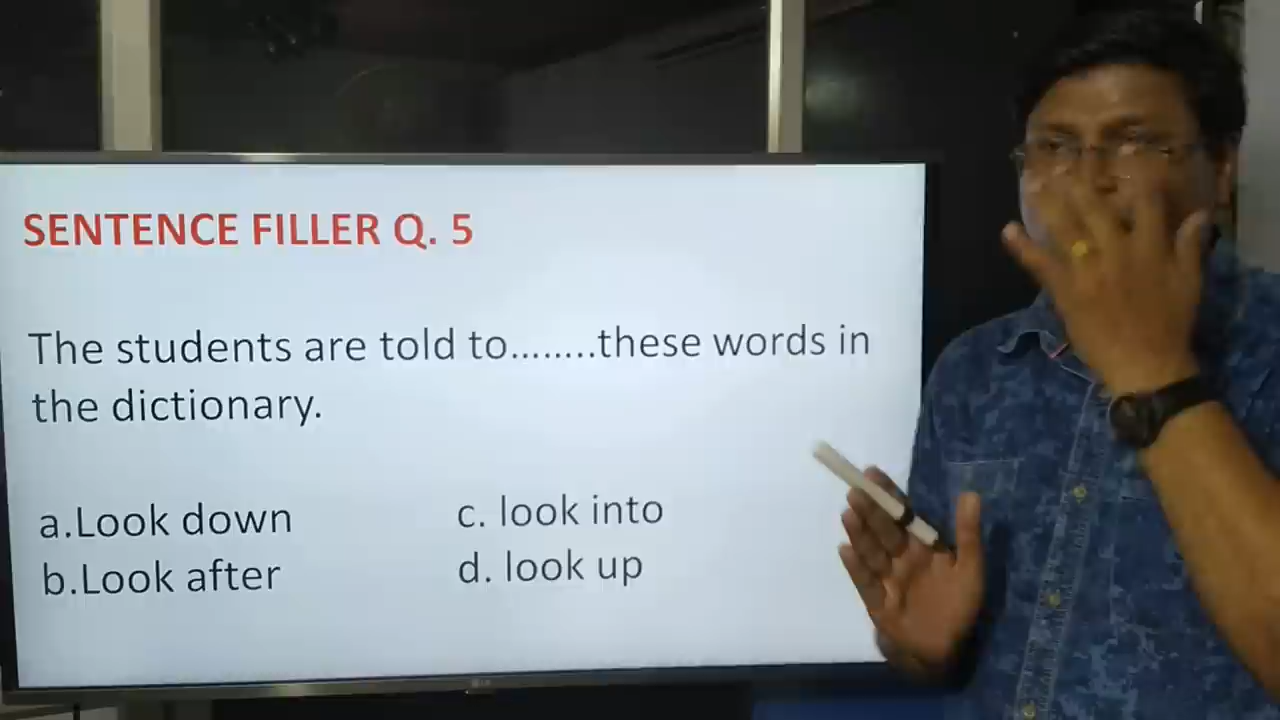 SENTENCE FILLER Q. 5
The students are told to........these words in
the dictionary.
a.Look down
c. look into
b.Look after
d. look up